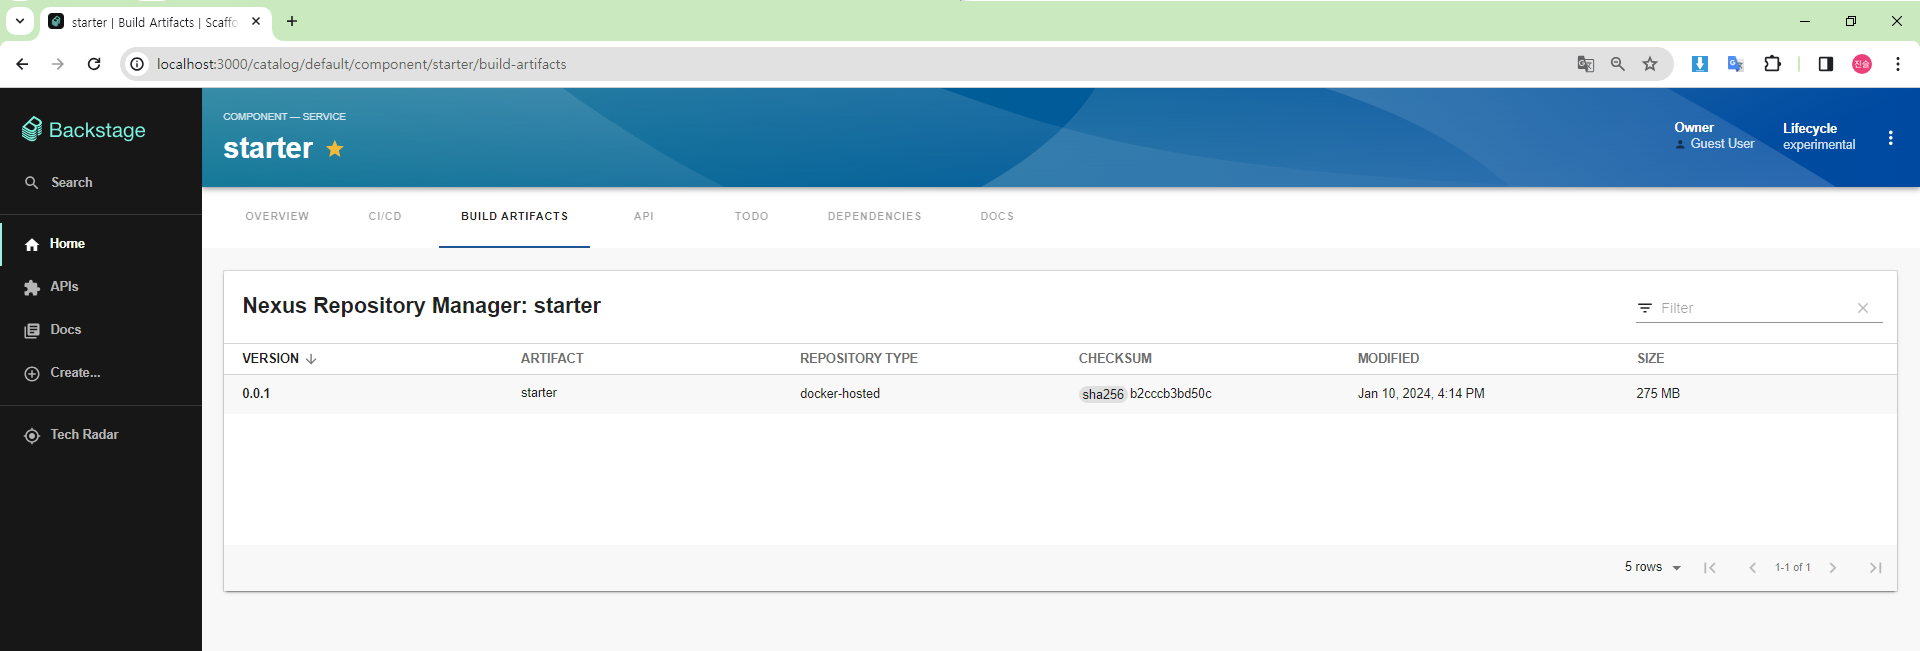 starter | Build Artifacts | Scaffo
localhost:3000/catalog/default/component/starter/build-artifacts
진솔
Backstage
Search
Home
APIs
Docs
Create...
Tech Radar
COMPONENT — SERVICE
starter
Owner
Guest User
Lifecycle
experimental
OVERVIEW CI/CD BUILD ARTIFACTS API TODO DEPENDENCIES DOCS
Nexus Repository Manager: starter
Filter
VERSION ARTIFACT REPOSITORY TYPE CHECKSUM MODIFIED SIZE
0.0.1 starter docker-hosted sha256 b2cccb3bd50c Jan 10, 2024, 4:14 PM 275 MB
5 rows 1-1 of 1